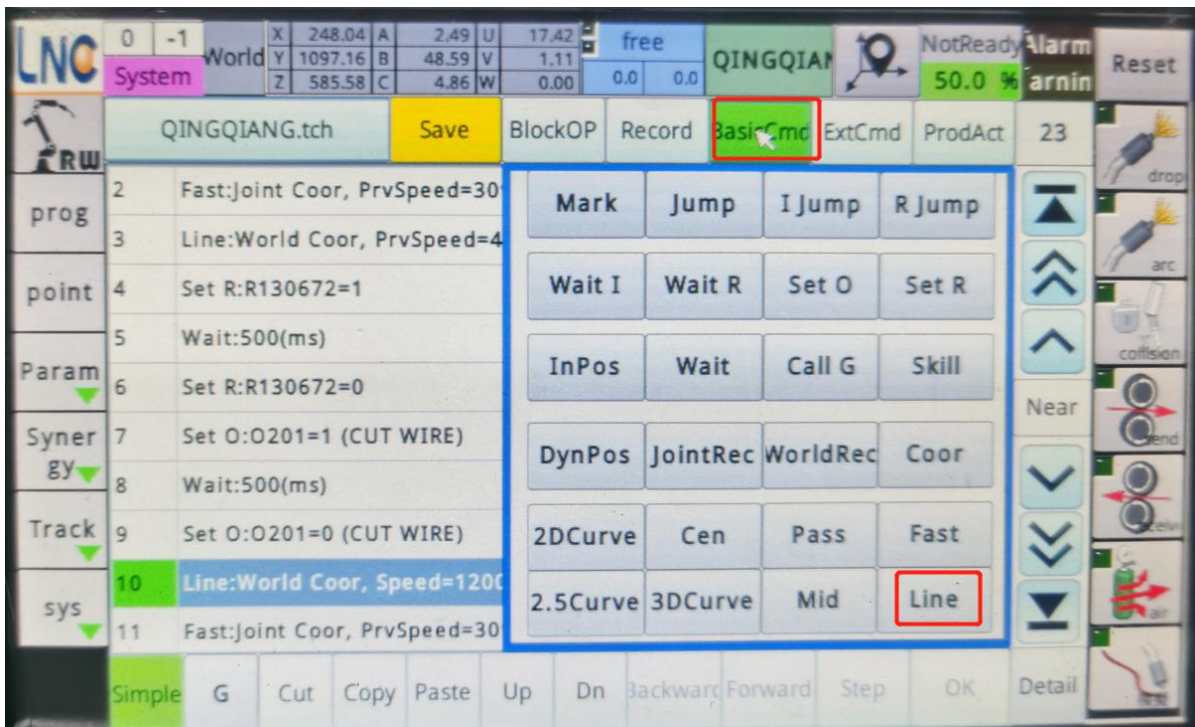 LNC
0 -1
System
World
X 248.04 A 2.49 U 17.42
Y 1097.16 B 48.59 V 1.11
Z 585.58 C 4.86 W 0.00
free
0.0 0.0
QINGQIAN
NotReady
50.0 %
Alarm
arnin
Reset
RW
QINGQIANG.tch Save BlockOP Record BasicCmd ExtCmd ProdAct 23
drop
prog
point
Param
Syner
gy
Track
sys
2 Fast:Joint Coor, PrvSpeed=30
3 Line:World Coor, PrvSpeed=4
4 Set R:R130672=1
5 Wait:500(ms)
6 Set R:R130672=0
7 Set O:O201=1 (CUT WIRE)
8 Wait:500(ms)
9 Set O:O201=0 (CUT WIRE)
10 Line:World Coor, Speed=1200
11 Fast:Joint Coor, PrvSpeed=30
Mark Jump I Jump R Jump
Wait I Wait R Set O Set R
InPos Wait Call G Skill
DynPos JointRec WorldRec Coor
2DCurve Cen Pass Fast
2.5Curve 3DCurve Mid Line
Near
arc
send
air
Simple G Cut Copy Paste Up Dn Backward Forward Step OK Detail